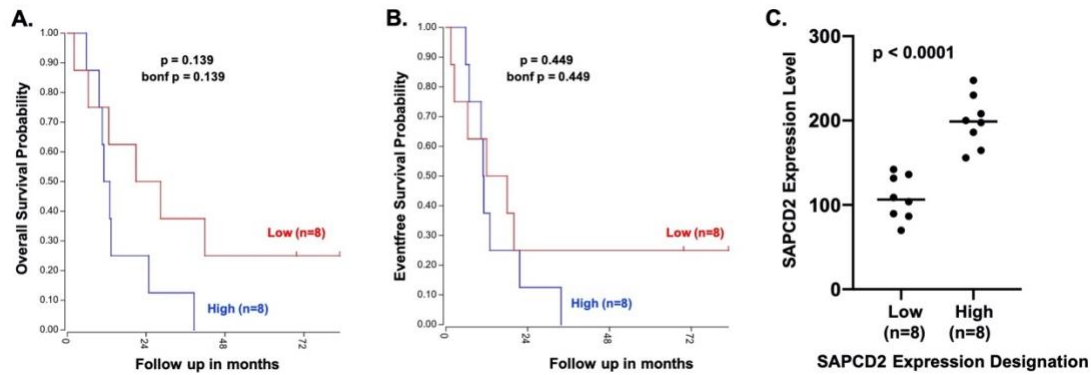 A.
1.00
0.90
0.80
0.70
0.60
0.50
0.40
0.30
0.20
0.10
0.00
Overall Survival Probability
p = 0.139
bonf p = 0.139
Low (n=8)
High (n=8)
0
24
48
72
Follow up in months
B.
1.00
0.90
0.80
0.70
0.60
0.50
0.40
0.30
0.20
0.10
0.00
Eventfree Survival Probability
p = 0.449
bonf p = 0.449
Low (n=8)
High (n=8)
0
24
48
72
Follow up in months
C.
300
200
100
0
SAPCD2 Expression Level
p < 0.0001
Low
(n=8)
High
(n=8)
SAPCD2 Expression Designation